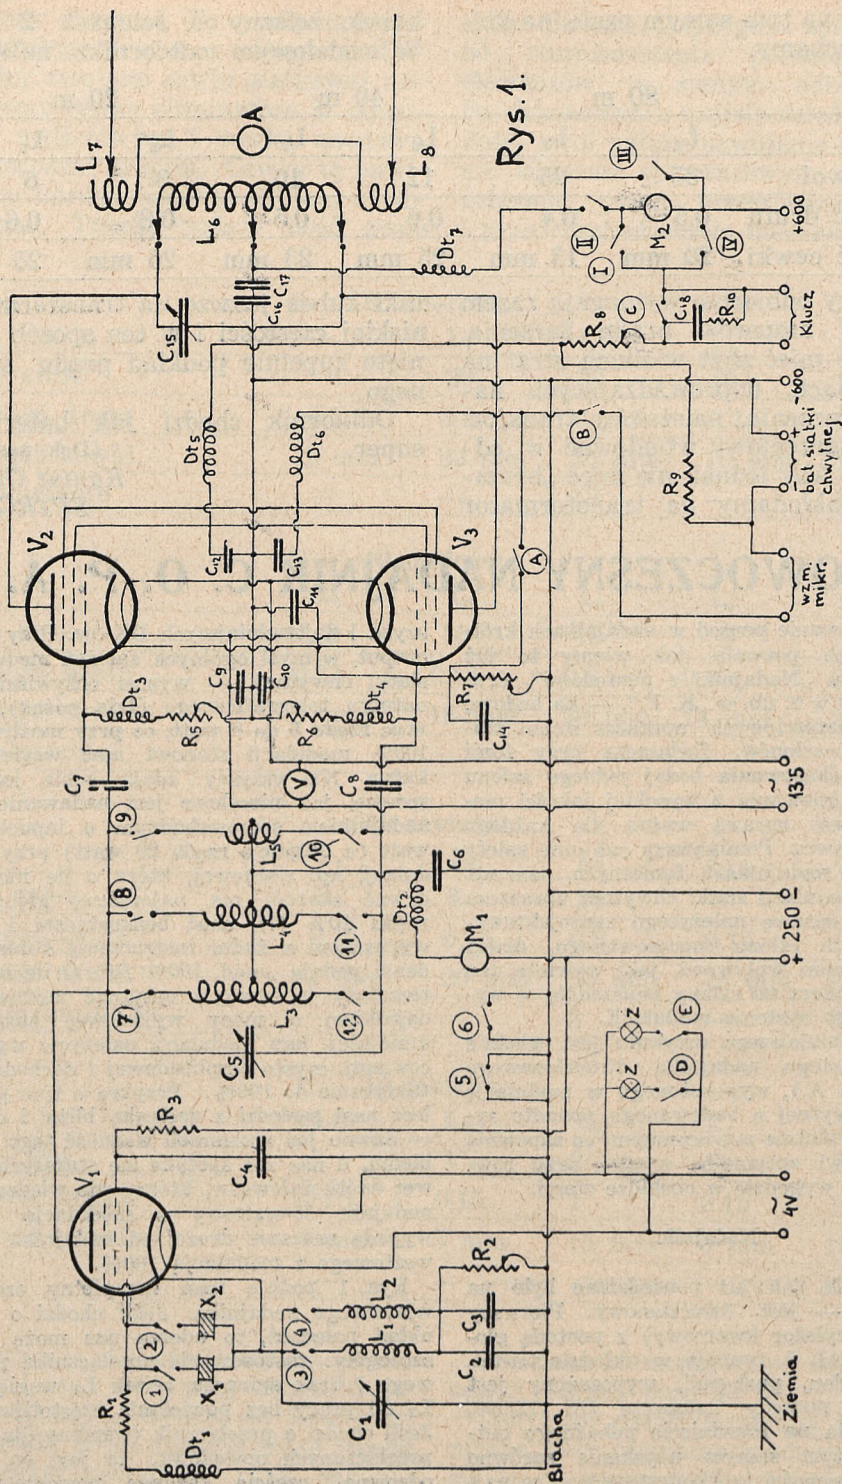 Rys. 1.
V₁
V₂
V₃
R₁
Dt₁
①
②
X₁
X₂
③
④
C₁
L₁
L₂
C₂
C₃
R₂
C₄
R₃
C₅
L₃
L₄
L₅
⑦
⑧
⑨
⑩
⑪
⑫
C₇
C₈
⑤
⑥
M₁
Dt₂
C₆
Dt₃
R₅
R₆
Dt₄
V
C₉
C₁₀
C₁₁
C₁₂
C₁₃
C₁₄
R₇
Dt₅
Dt₆
C₁₅
C₁₆
C₁₇
L₆
L₇
L₈
A
Dt₇
Ⓐ
Ⓑ
Ⓒ
Ⓓ
Ⓔ
Z
Z
R₈
R₉
C₁₈
R₁₀
Ⓘ
ⓘⓘ
III
IV
M₂
Blacha
Ziemia
~
4V
+ 250 =
~
13'5
wzm.
mikr.
- +
bat. siatki
chwytnej
-600
Klucz
+600